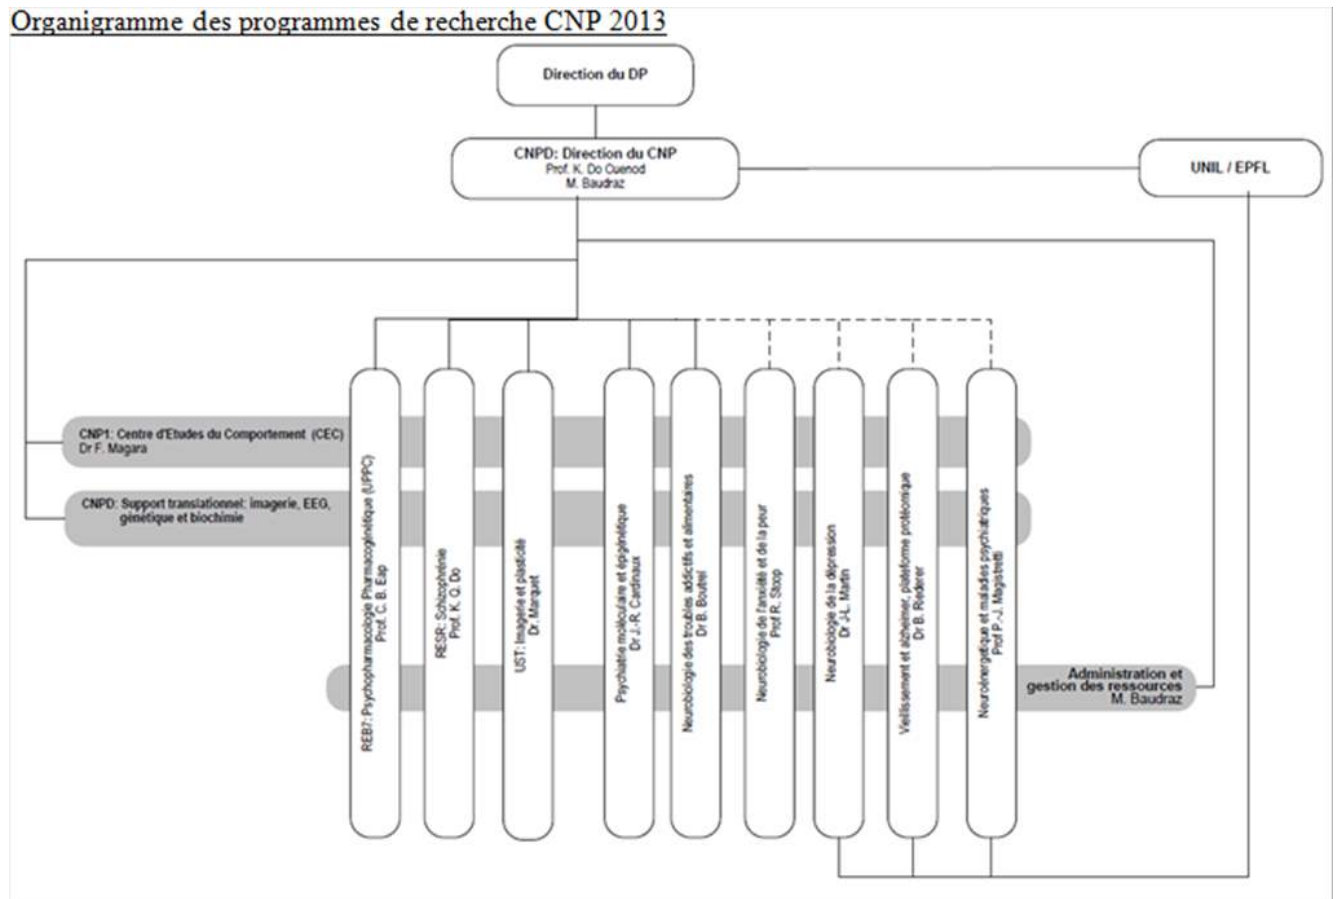 Organigramme des programmes de recherche CNP 2013
Direction du DP
CNPD: Direction du CNP
Prof. K. Do Cuenod
M. Baudraz
UNIL / EPFL
CNP1: Centre d'Etudes du Comportement (CEC)
Dr F. Magara
CNPD: Support translationnel: imagerie, EEG,
génétique et biochimie
REB7: Psychopharmacologie Pharmacogénétique (UPPC)
Prof. C. B. Eap
RESR: Schizophrénie
Prof. K. Q. Do
UST: Imagerie et plasticité
Dr. Marquet
Psychiatrie moléculaire et épigénétique
Dr J.-R. Cardinaux
Neurobiologie des troubles addictifs et alimentaires
Dr B. Boutrel
Neurobiologie de l'anxiété et de la peur
Prof R. Stoop
Neurobiologie de la dépression
Dr J-L. Martin
Vieillissement et alzheimer, plateforme protéomique
Dr B. Riederer
Neuroénergétique et maladies psychiatriques
Prof P.-J. Magistretti
Administration et
gestion des ressources
M. Baudraz